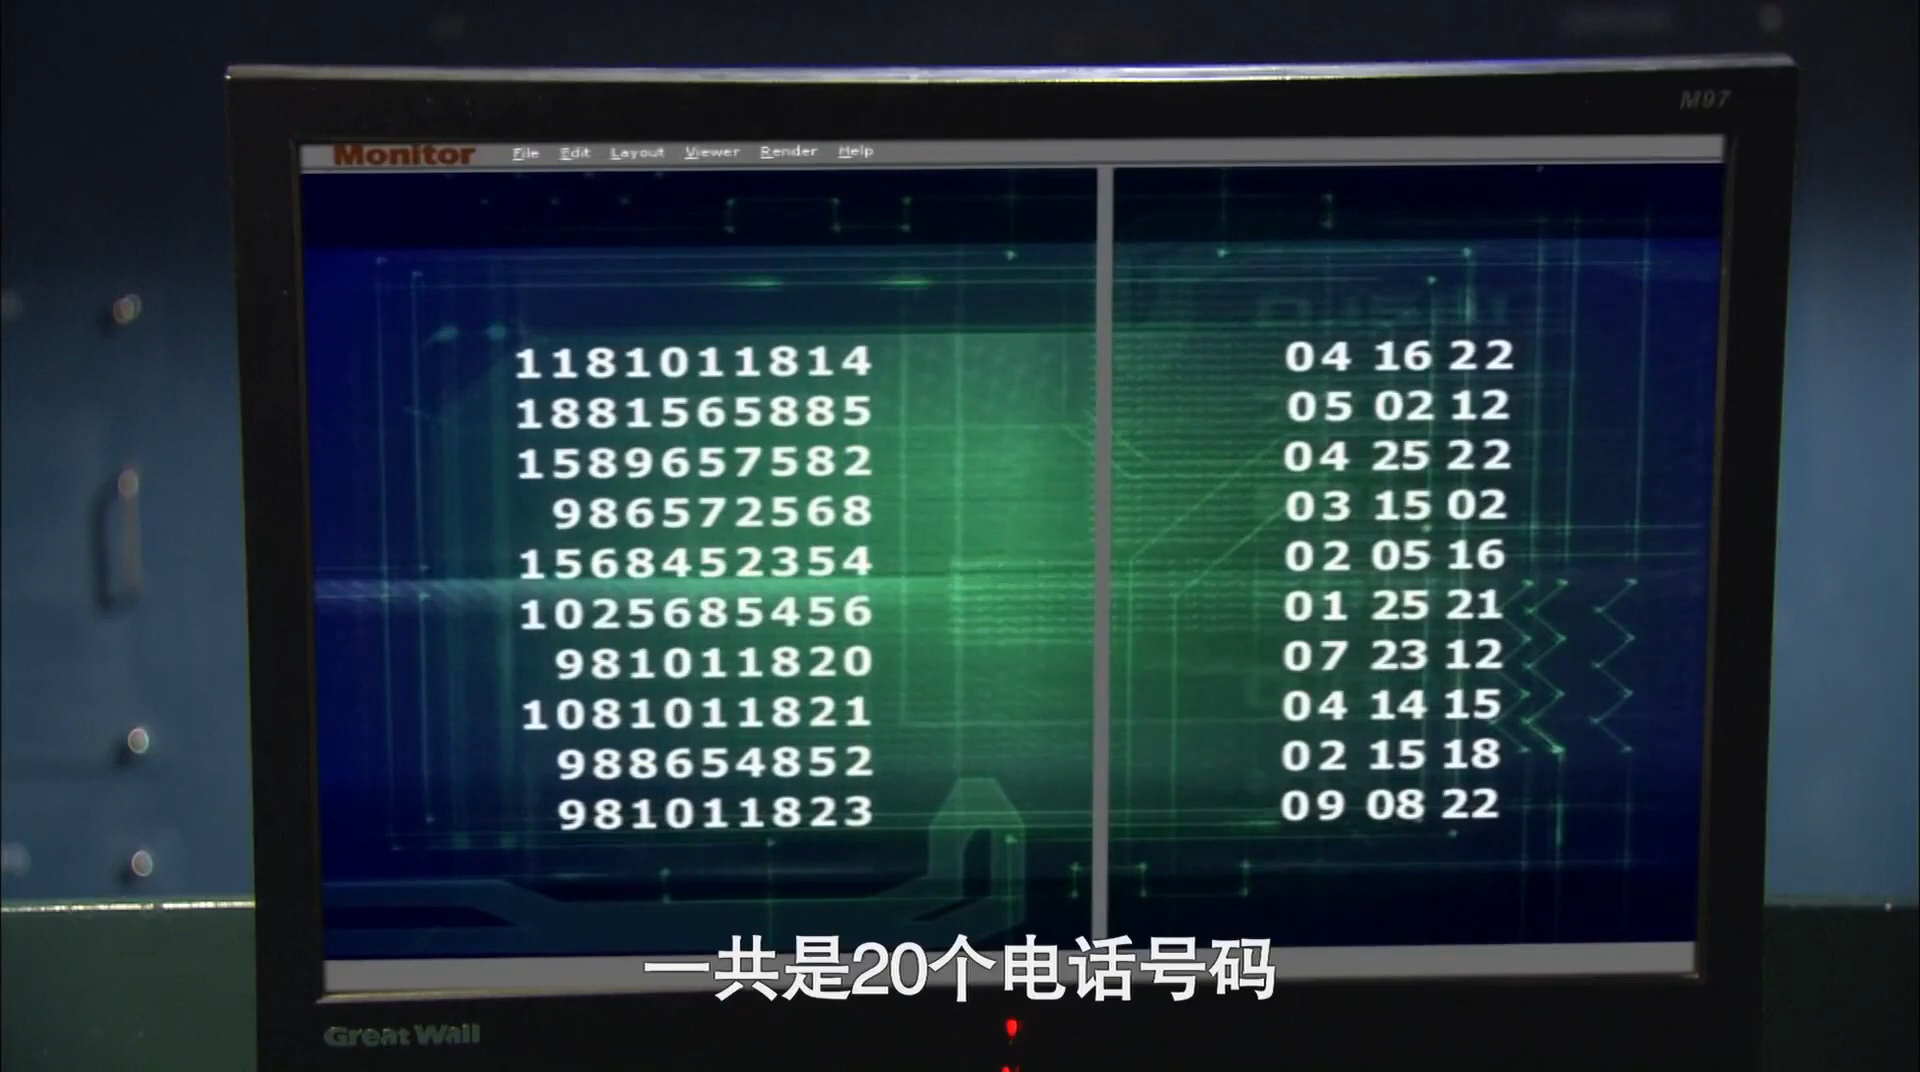 M97
Monitor File Edit Layout Viewer Render Help
1181011814 04 16 22
1881565885 05 02 12
1589657582 04 25 22
986572568 03 15 02
1568452354 02 05 16
1025685456 01 25 21
981011820 07 23 12
1081011821 04 14 15
988654852 02 15 18
981011823 09 08 22
一共是20个电话号码
Great Wall